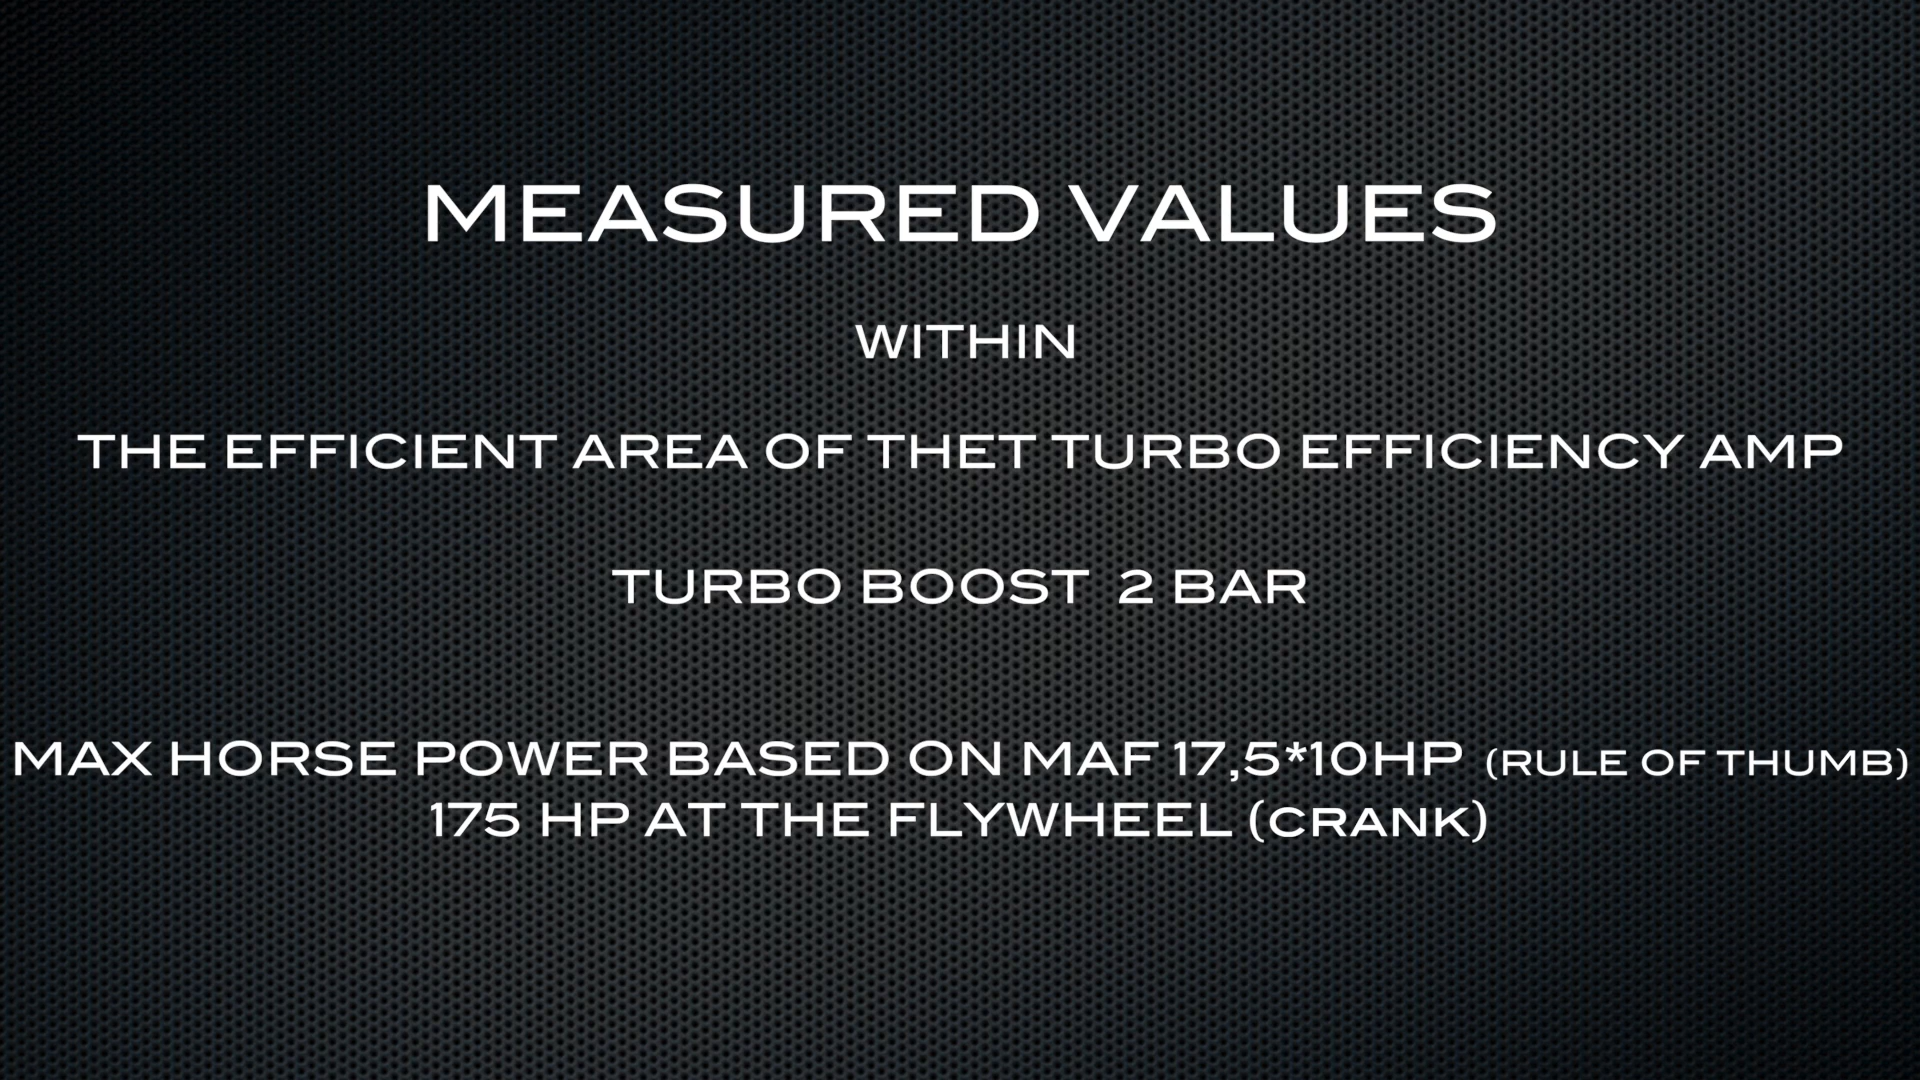 MEASURED VALUES
WITHIN
THE EFFICIENT AREA OF THET TURBO EFFICIENCY AMP
TURBO BOOST  2 BAR
MAX HORSE POWER BASED ON MAF 17,5*10HP (RULE OF THUMB)
175 HP AT THE FLYWHEEL (CRANK)